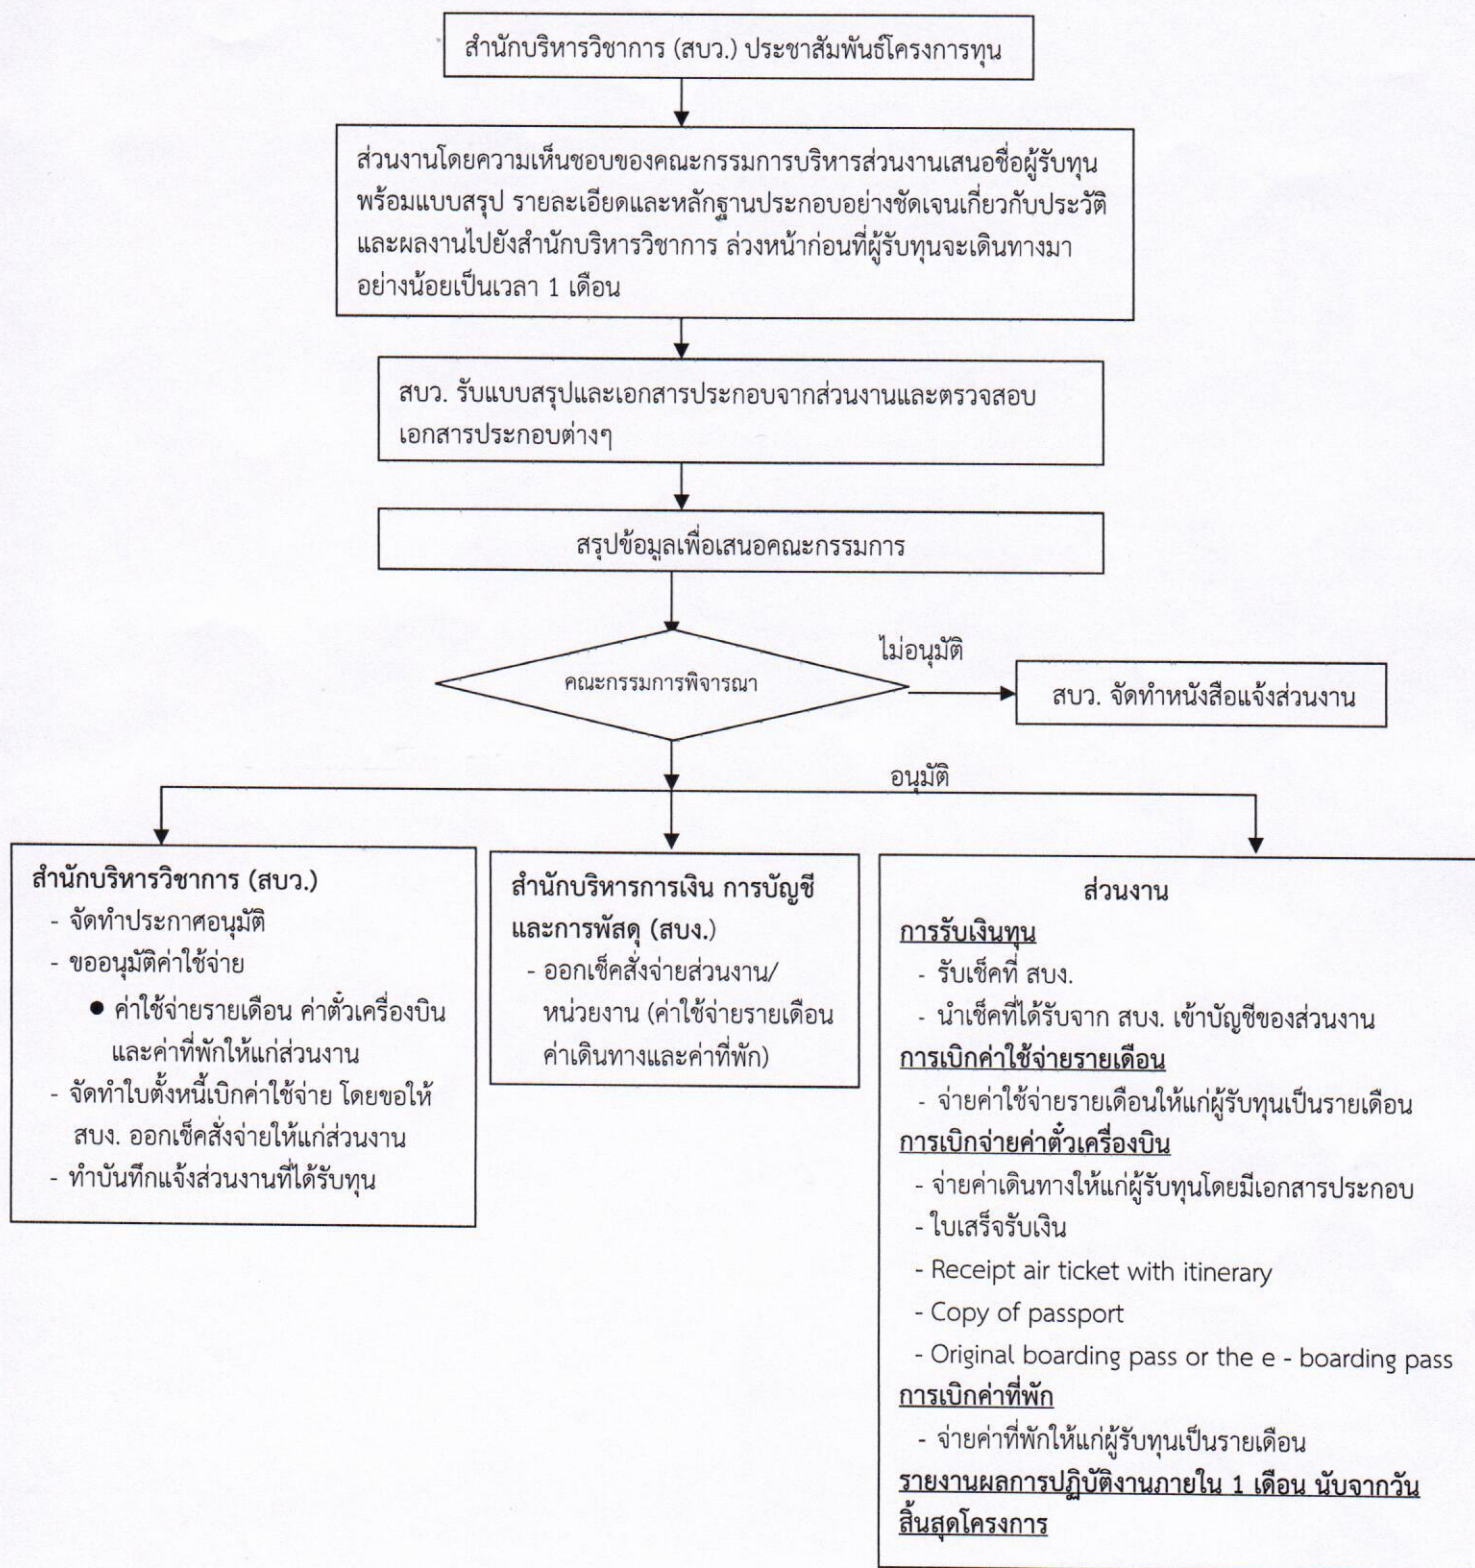 สำนักบริหารวิชาการ (สบว.) ประชาสัมพันธ์โครงการทุน
ส่วนงานโดยความเห็นชอบของคณะกรรมการบริหารส่วนงานเสนอชื่อผู้รับทุน
พร้อมแบบสรุป รายละเอียดและหลักฐานประกอบอย่างชัดเจนเกี่ยวกับประวัติ
และผลงานไปยังสำนักบริหารวิชาการ ล่วงหน้าก่อนที่ผู้รับทุนจะเดินทางมา
อย่างน้อยเป็นเวลา 1 เดือน
สบว. รับแบบสรุปและเอกสารประกอบจากส่วนงานและตรวจสอบ
เอกสารประกอบต่างๆ
สรุปข้อมูลเพื่อเสนอคณะกรรมการ
คณะกรรมการพิจารณา
ไม่อนุมัติ
สบว. จัดทำหนังสือแจ้งส่วนงาน
อนุมัติ
สำนักบริหารวิชาการ (สบว.)
- จัดทำประกาศอนุมัติ
- ขออนุมัติค่าใช้จ่าย
● ค่าใช้จ่ายรายเดือน ค่าตั๋วเครื่องบิน
และค่าที่พักให้แก่ส่วนงาน
- จัดทำใบตั้งหนี้เบิกค่าใช้จ่าย โดยขอให้
สบง. ออกเช็คสั่งจ่ายให้แก่ส่วนงาน
- ทำบันทึกแจ้งส่วนงานที่ได้รับทุน
สำนักบริหารการเงิน การบัญชี
และการพัสดุ (สบง.)
- ออกเช็คสั่งจ่ายส่วนงาน/
หน่วยงาน (ค่าใช้จ่ายรายเดือน
ค่าเดินทางและค่าที่พัก)
ส่วนงาน
การรับเงินทุน
- รับเช็คที่ สบง.
- นำเช็คที่ได้รับจาก สบง. เข้าบัญชีของส่วนงาน
การเบิกค่าใช้จ่ายรายเดือน
- จ่ายค่าใช้จ่ายรายเดือนให้แก่ผู้รับทุนเป็นรายเดือน
การเบิกจ่ายค่าตั๋วเครื่องบิน
- จ่ายค่าเดินทางให้แก่ผู้รับทุนโดยมีเอกสารประกอบ
- ใบเสร็จรับเงิน
- Receipt air ticket with itinerary
- Copy of passport
- Original boarding pass or the e - boarding pass
การเบิกค่าที่พัก
- จ่ายค่าที่พักให้แก่ผู้รับทุนเป็นรายเดือน
รายงานผลการปฏิบัติงานภายใน 1 เดือน นับจากวัน
สิ้นสุดโครงการ